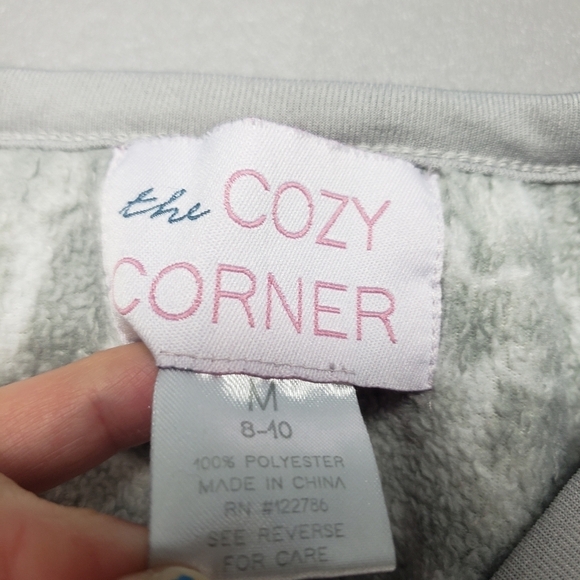 the COZY
CORNER
M
8-10
100% POLYESTER
MADE IN CHINA
RN #122786
SEE REVERSE
FOR CARE